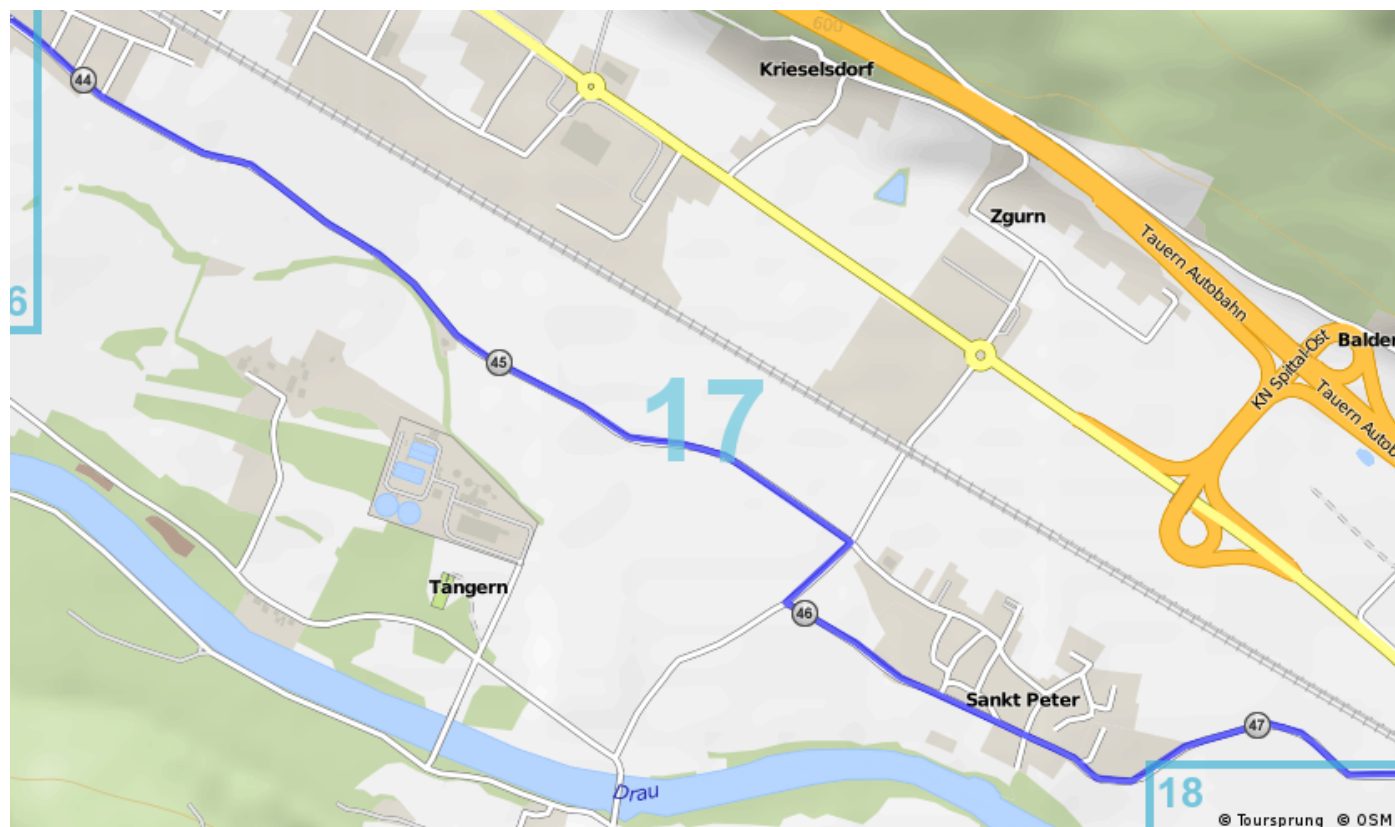 600
Krieselsdorf
44
Zgurn
Tauern Autobahn
6
KN Spittal-Ost
Balder
45
17
Tauern Autob
Tangern
46
Sankt Peter
47
Drau
18
© Toursprung © OSM